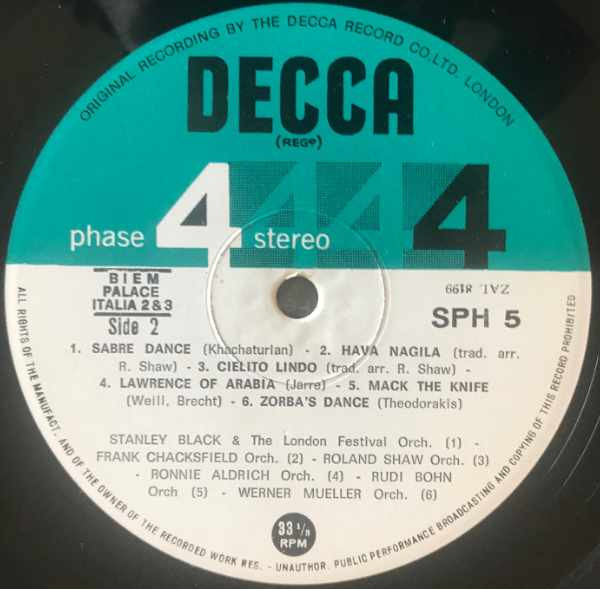 ORIGINAL RECORDING BY THE DECCA RECORD CO. LTD. LONDON
DECCA
(REGᵈ)
phase 4 stereo 4
BIEM
PALACE
ITALIA 2&3
Side 2
ZAL. 8199
SPH 5
1. SABRE DANCE (Khachaturian) - 2. HAVA NAGILA (trad. arr.
R. Shaw) - 3. CIELITO LINDO (trad. arr. R. Shaw) -
4. LAWRENCE OF ARABIA (Jarre) - 5. MACK THE KNIFE
(Weill, Brecht) - 6. ZORBA'S DANCE (Theodorakis)
STANLEY BLACK & The London Festival Orch. (1) -
FRANK CHACKSFIELD Orch. (2) - ROLAND SHAW Orch. (3)
- RONNIE ALDRICH Orch. (4) - RUDI BOHN
Orch (5) - WERNER MUELLER Orch. (6)
33 ¹/₃
RPM
ALL RIGHTS OF THE MANUFACT. AND OF THE OWNER OF THE RECORDED WORK RES. - UNAUTHOR. PUBLIC PERFORMANCE BROADCASTING AND COPYING OF THIS RECORD PROHIBITED